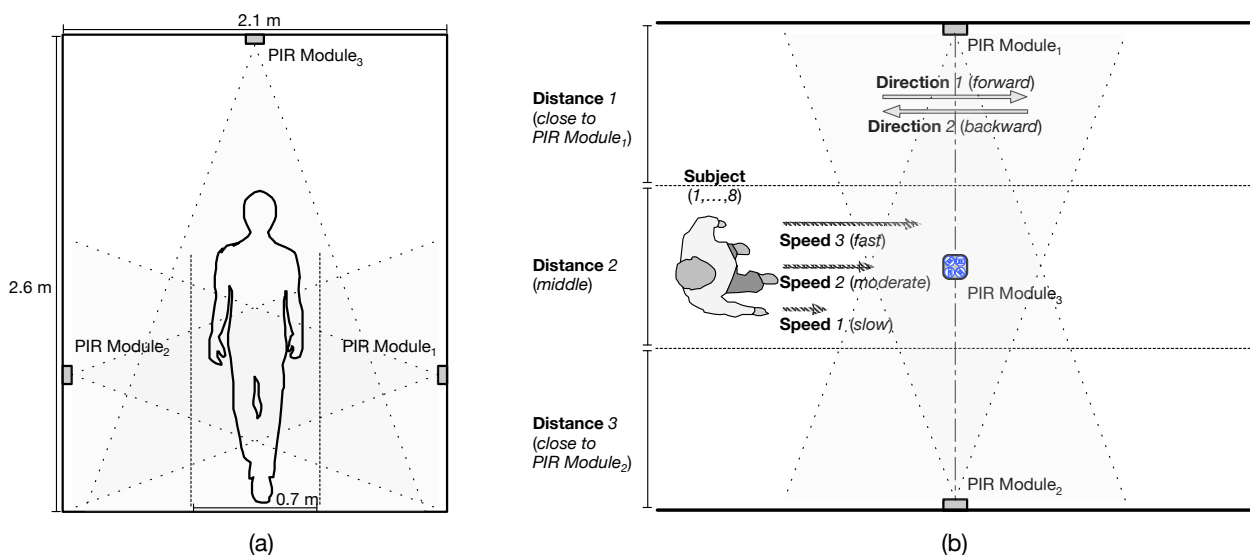 2.1 m
PIR Module3
2.6 m
PIR Module2
PIR Module1
0.7 m
(a)
PIR Module1
Direction 1 (forward)
Direction 2 (backward)
Distance 1
(close to
PIR Module1)
Subject
(1,...,8)
Speed 3 (fast)
Distance 2
(middle)
Speed 2 (moderate)
PIR Module3
Speed 1 (slow)
Distance 3
(close to
PIR Module2)
PIR Module2
(b)